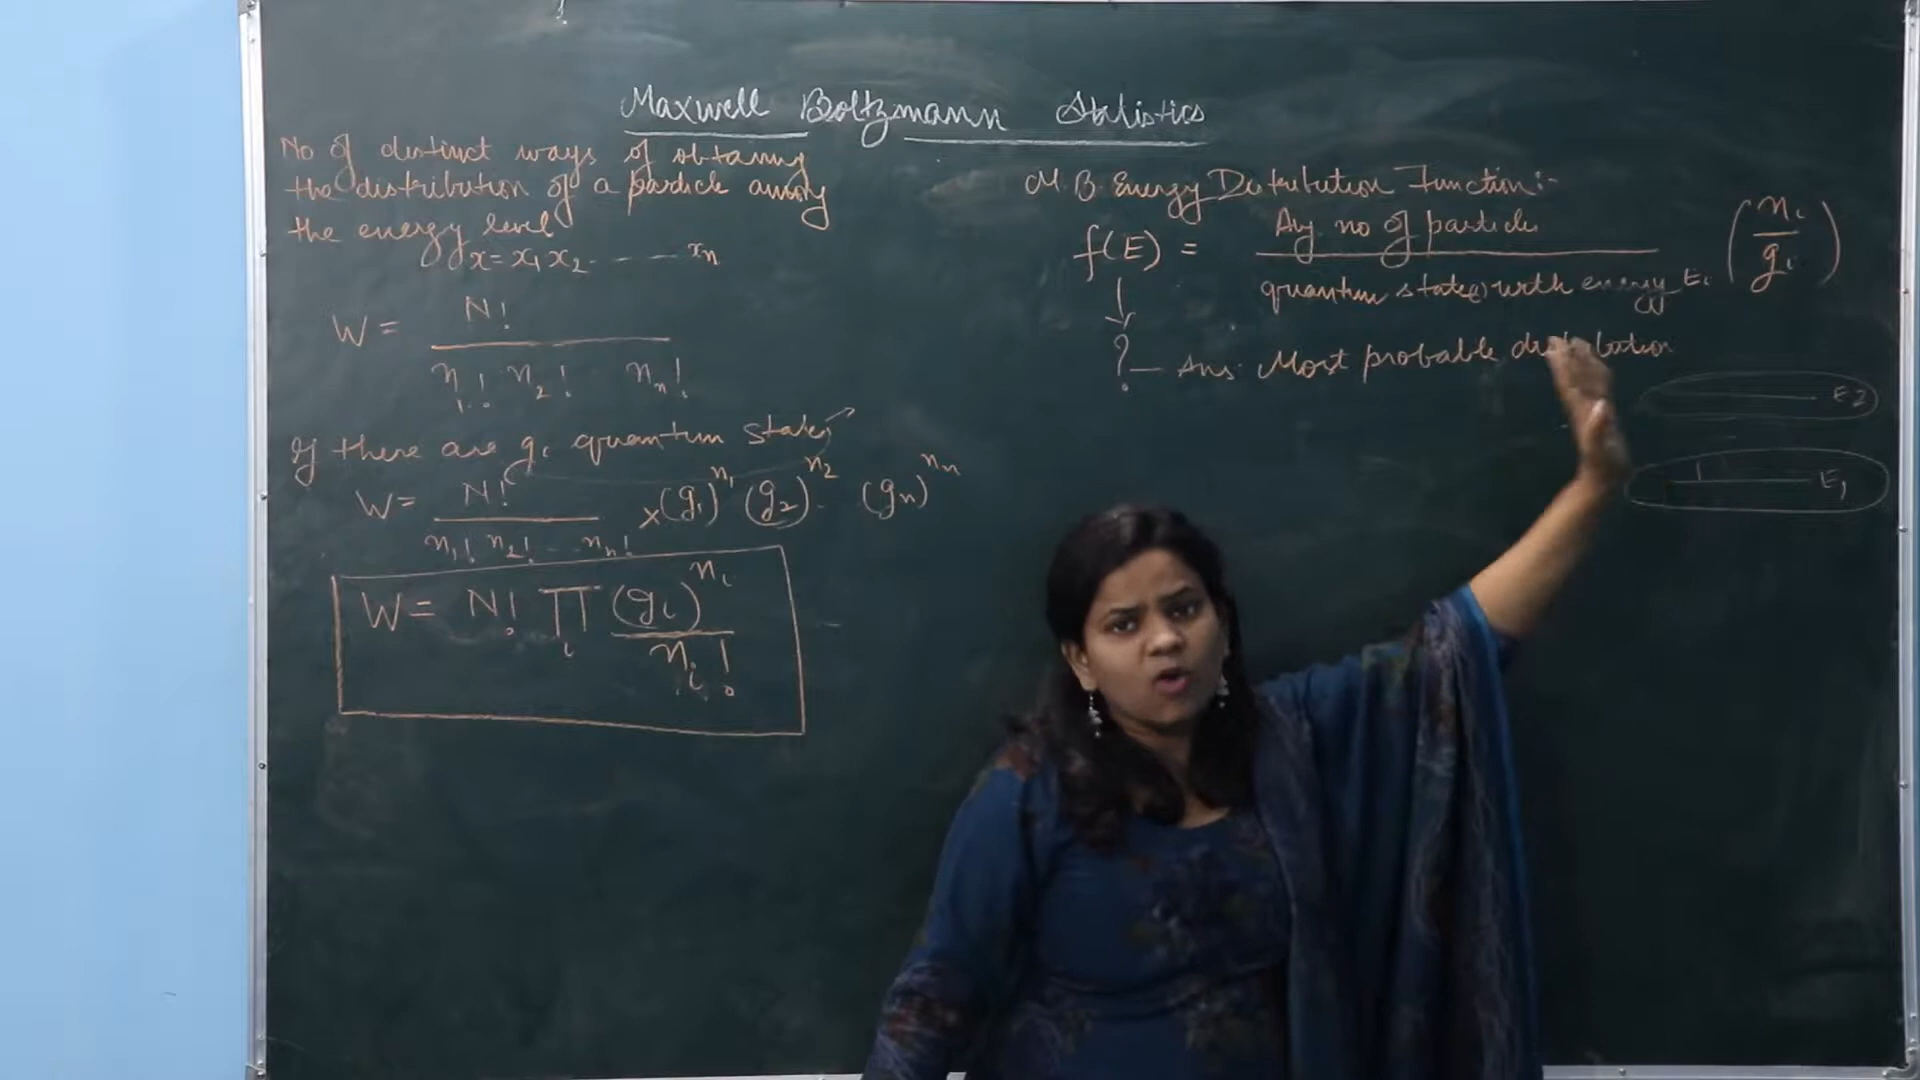 Maxwell Boltzmann Statistics
No of distinct ways of obtaning
the distribution of a particle among
the energy level
x = x₁ x₂ - - - - - xₙ
W = N! / n₁! n₂! nₙ!
If there are gᵢ quantum states
W = N! / n₁! n₂! - - nₙ! × (g₁)^n₁ (g₂)^n₂ - (gₙ)^nₙ
W = N! ∏ᵢ (gᵢ)^nᵢ / nᵢ!
M.B. Energy Distribution Function:-
f(E) = Avg no of particles / quantum states with energy Eᵢ (nᵢ / gᵢ)
↓
? — Ans: Most probable distribution
E2
E₁